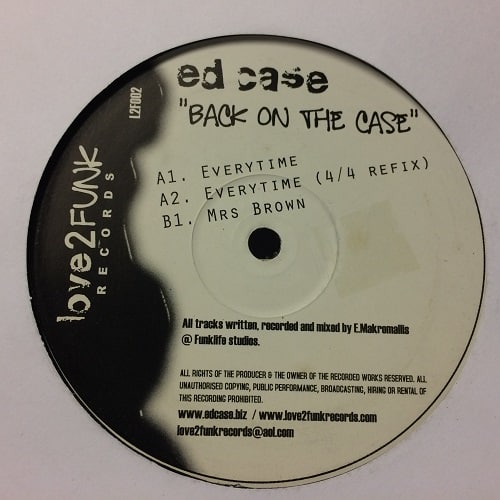 ed case
"BACK ON THE CASE"
L2F002
A1. EVERYTIME
A2. EVERYTIME (4/4 REFIX)
B1. MRS BROWN
love2FUNK
RECORDS
All tracks written, recorded and mixed by E.Makromallis
@ Funklife studios.
ALL RIGHTS OF THE PRODUCER & THE OWNER OF THE RECORDED WORKS RESERVED. ALL
UNAUTHORISED COPYING, PUBLIC PERFORMANCE, BROADCASTING, HIRING OR RENTAL OF
THIS RECORDING PROHIBITED.
www.edcase.biz / www.love2funkrecords.com
love2funkrecords@aol.com